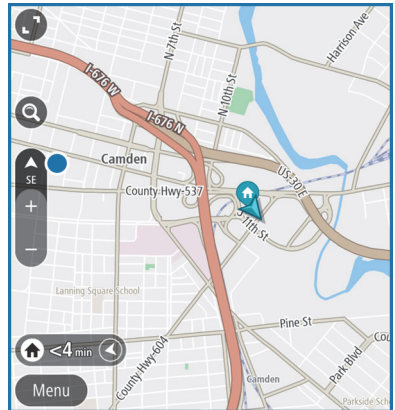 N 7th St
Harrison Ave
I-676 W
N 10th St
I-676 N
Camden
SE
US-30 E
County Hwy-537
S 11th St
Lanning Square School
Pine St
<4 min
County Hwy-604
Park Blvd
Camden
Menu
Parkside Scho